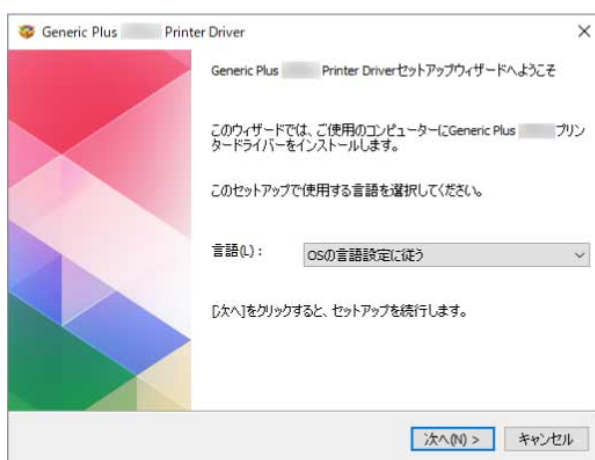 Generic Plus Printer Driver
Generic Plus Printer Driverセットアップウィザードへようこそ
このウィザードでは、ご使用のコンピューターにGeneric Plus プリン
タードライバーをインストールします。
このセットアップで使用する言語を選択してください。
言語(L)： OSの言語設定に従う
[次へ]をクリックすると、セットアップを続行します。
次へ(N) > キャンセル